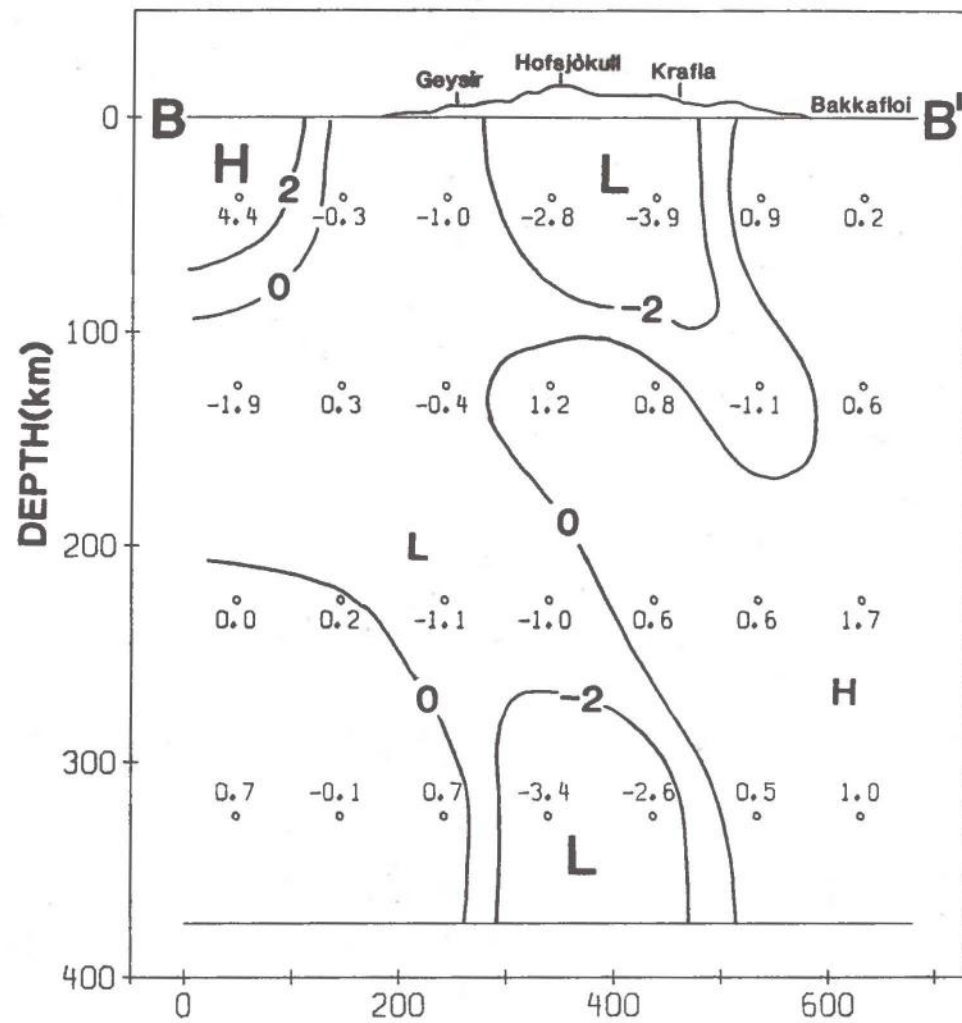 Hofsjökull
Geysir Krafla
Bakkafloi
0 B B'
H L
2
4.4 -0.3 -1.0 -2.8 -3.9 0.9 0.2
0
-2
100
-1.9 0.3 -0.4 1.2 0.8 -1.1 0.6
DEPTH(km)
0
200 L
0.0 0.2 -1.1 -1.0 0.6 0.6 1.7
0 -2 H
300
0.7 -0.1 0.7 -3.4 -2.6 0.5 1.0
L
400
0 200 400 600